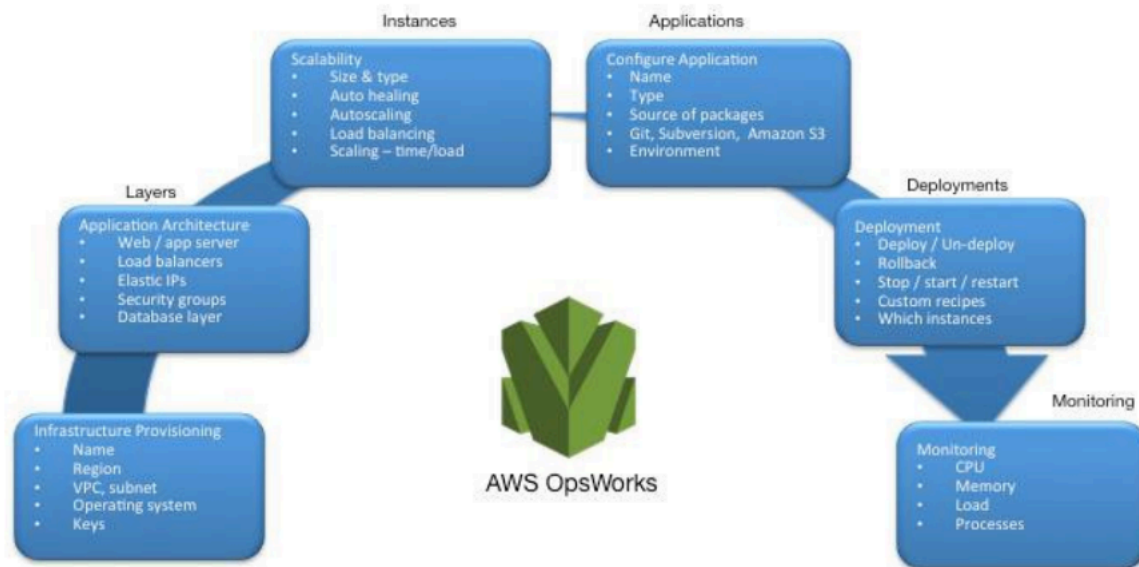 Instances
Scalability
• Size & type
• Auto healing
• Autoscaling
• Load balancing
• Scaling – time/load
Applications
Configure Application
• Name
• Type
• Source of packages
• Git, Subversion, Amazon S3
• Environment
Layers
Application Architecture
• Web / app server
• Load balancers
• Elastic IPs
• Security groups
• Database layer
Deployments
Deployment
• Deploy / Un-deploy
• Rollback
• Stop / start / restart
• Custom recipes
• Which instances
Infrastructure Provisioning
• Name
• Region
• VPC, subnet
• Operating system
• Keys
AWS OpsWorks
Monitoring
Monitoring
• CPU
• Memory
• Load
• Processes